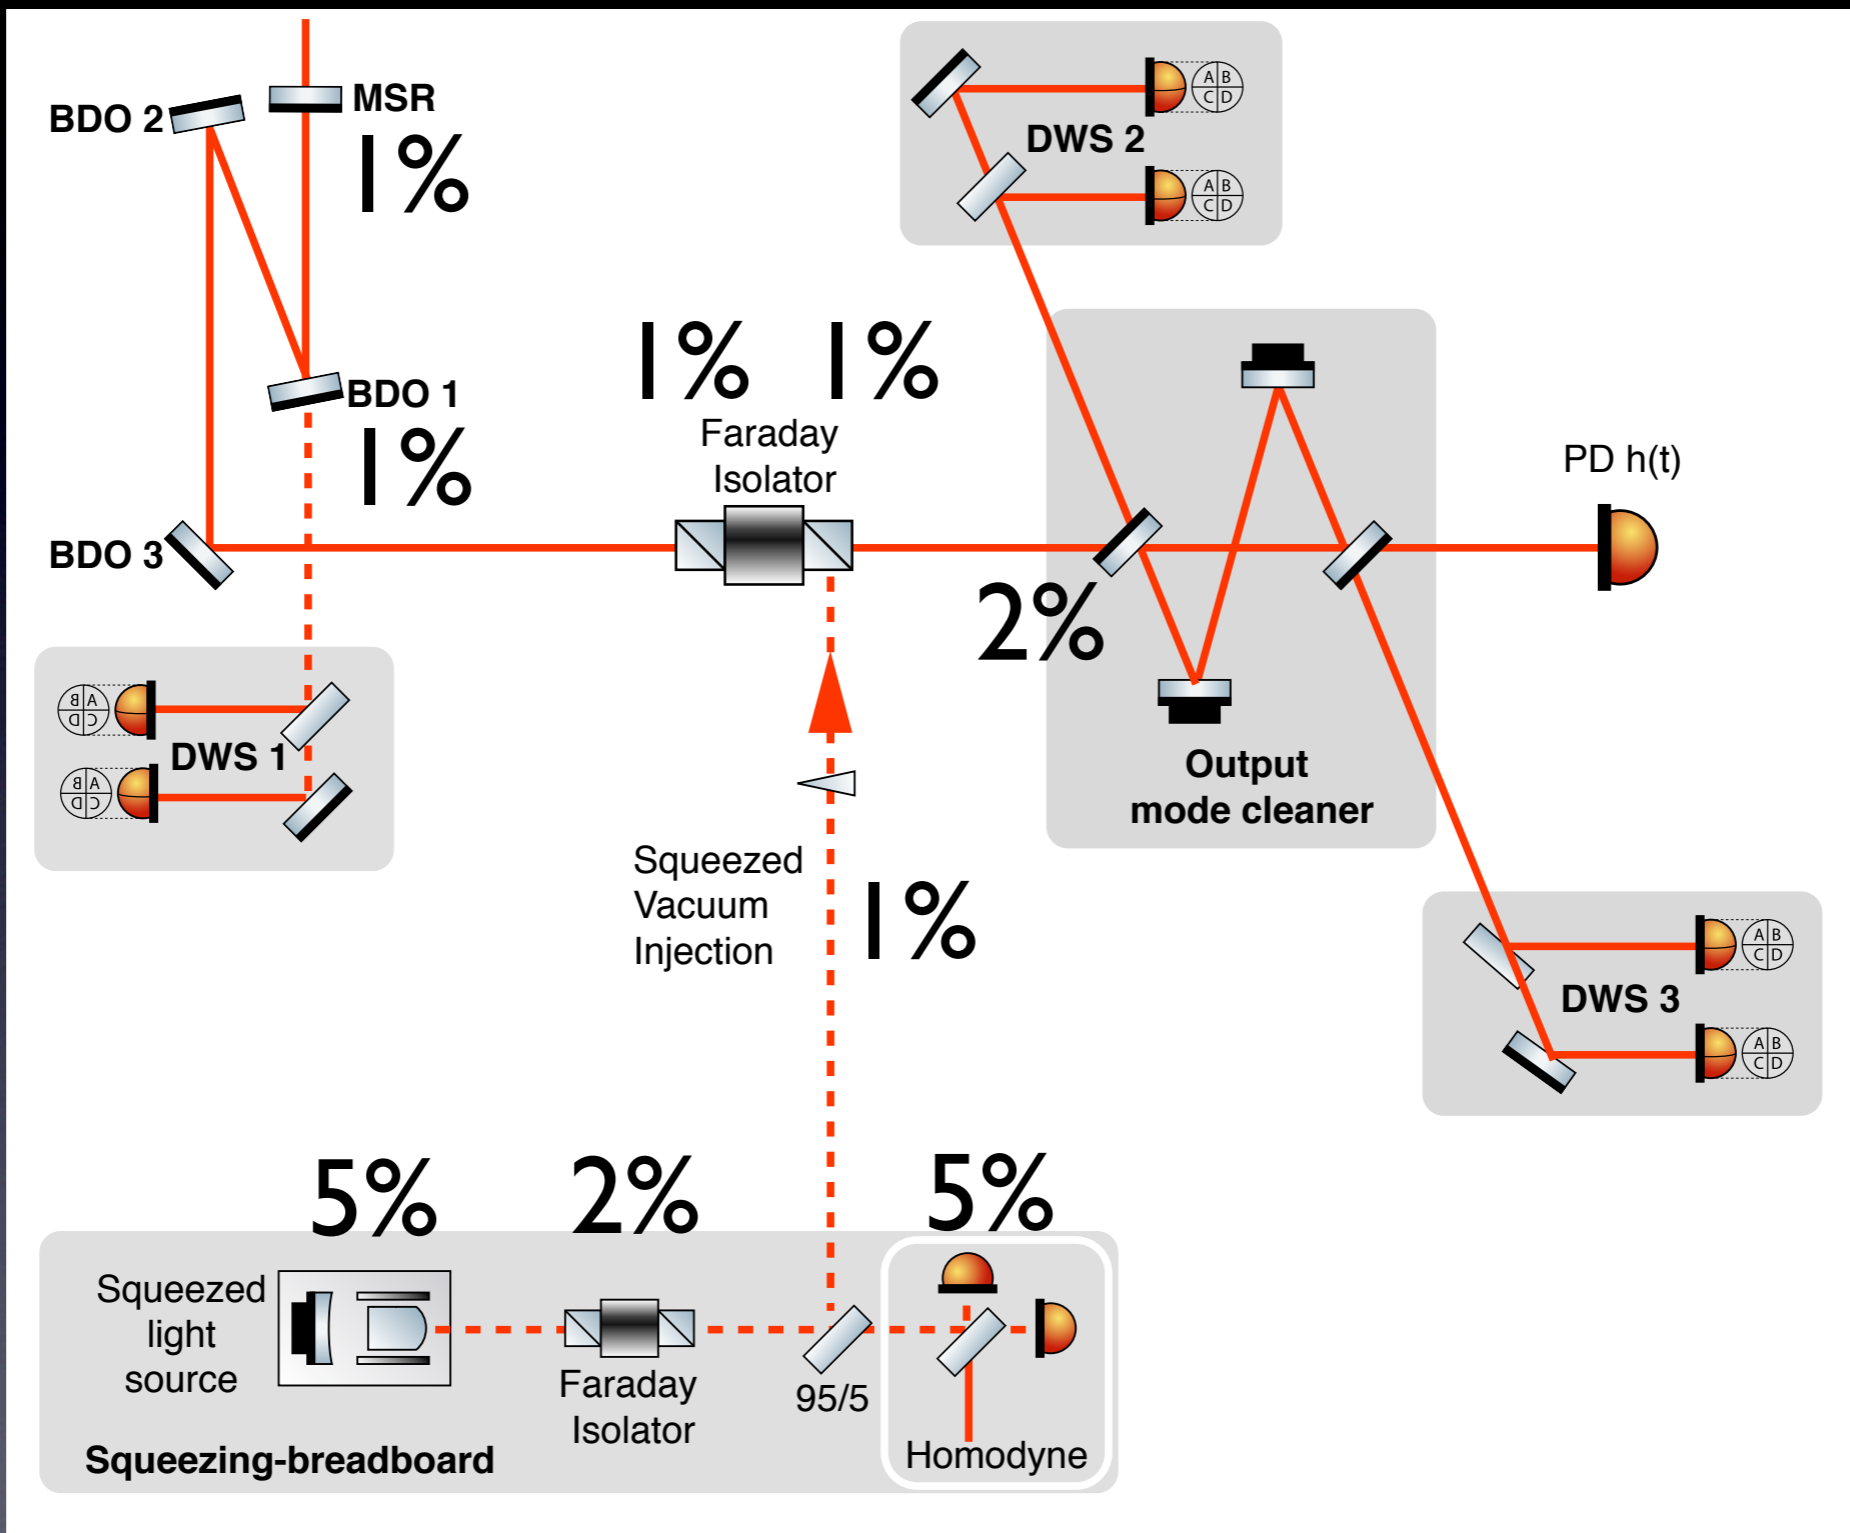 BDO 2
MSR
1%
BDO 1
1%
BDO 3
DWS 1
A B
C D
A B
C D
DWS 2
A B
C D
A B
C D
1% 1%
Faraday
Isolator
2%
PD h(t)
Output
mode cleaner
Squeezed
Vacuum
Injection
1%
DWS 3
A B
C D
A B
C D
5%
2%
5%
Squeezed
light
source
Faraday
Isolator
95/5
Homodyne
Squeezing-breadboard